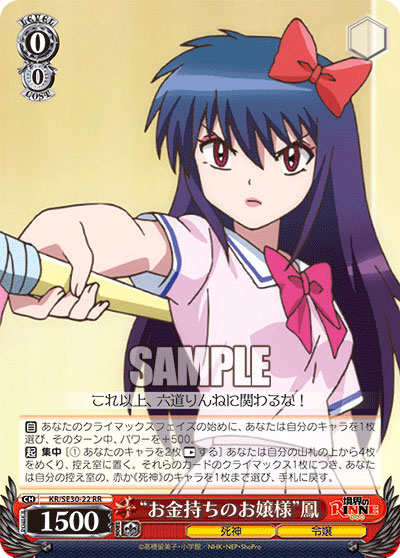 LEVEL
0
0
COST
SAMPLE
これ以上、六道りんねに関わるな!
自 あなたのクライマックスフェイズの始めに、あなたは自分のキャラを1枚
選び、そのターン中、パワーを+500。
起 集中 [① あなたのキャラを2枚レストする] あなたは自分の山札の上から4枚
をめくり、控え室に置く。それらのカードのクライマックス1枚につき、あなた
は自分の控え室の、赤か《死神》のキャラを1枚まで選び、手札に戻す。
CH KR/SE30-22 RR
1500
“お金持ちのお嬢様”鳳
境界の RINNE
死神 令嬢
©高橋留美子・小学館/NHK・NEP・ShoPro